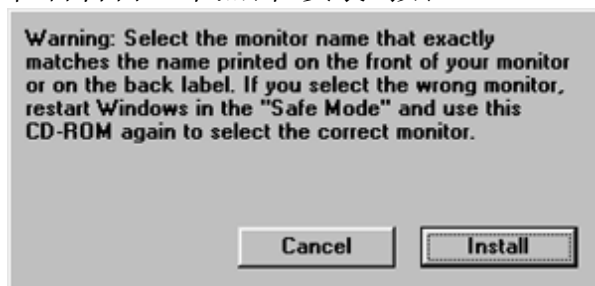 Warning: Select the monitor name that exactly
matches the name printed on the front of your monitor
or on the back label. If you select the wrong monitor,
restart Windows in the "Safe Mode" and use this
CD-ROM again to select the correct monitor.
Cancel Install